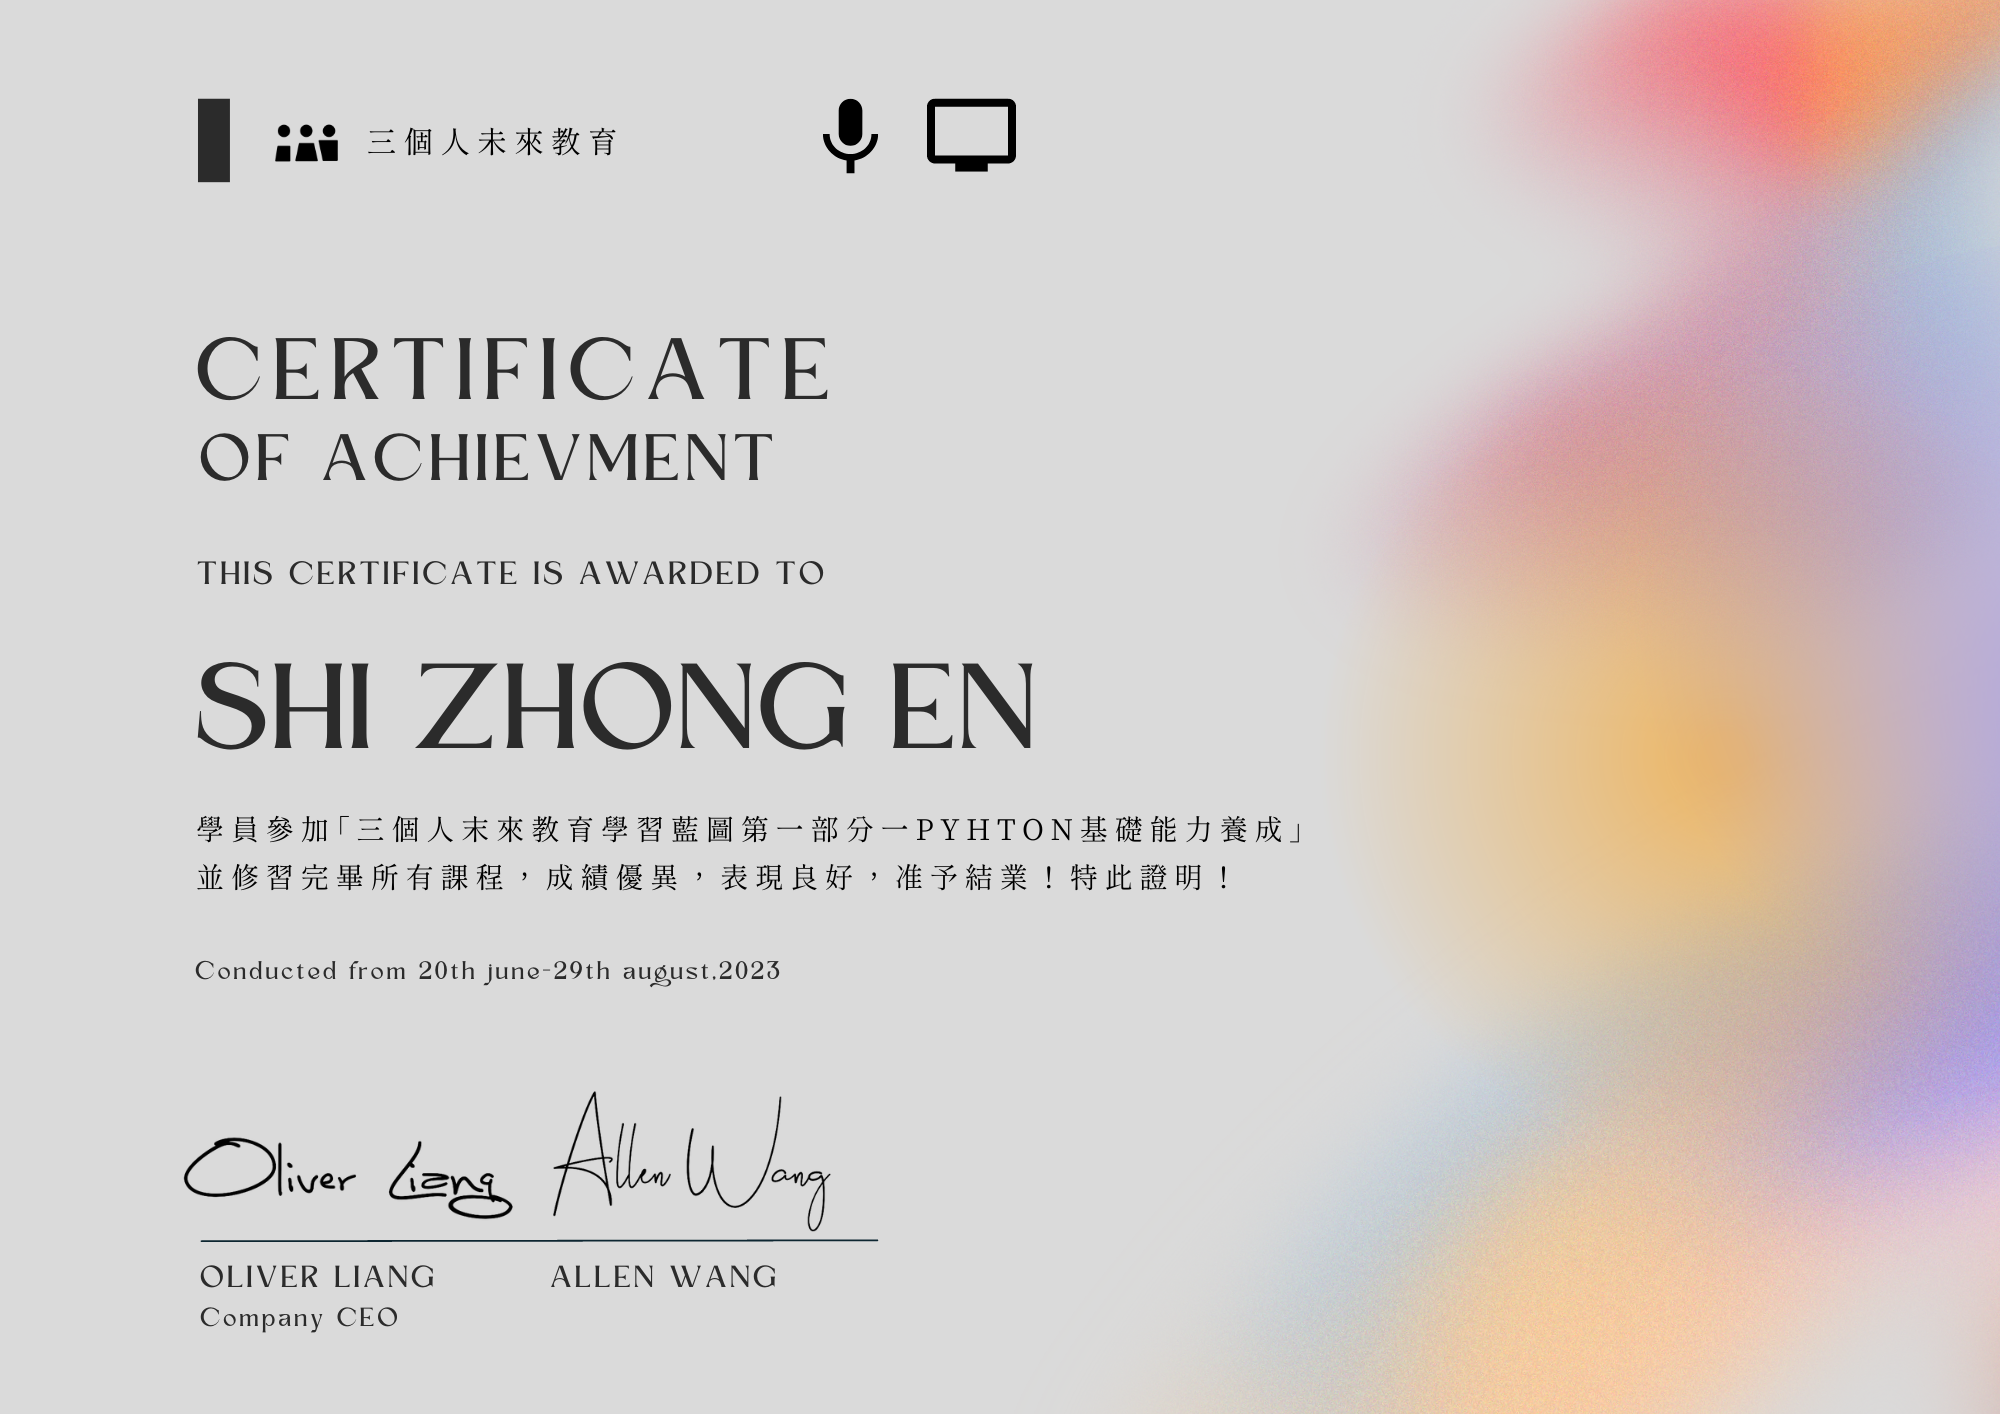 三個人未來教育
CERTIFICATE
OF ACHIEVMENT
THIS CERTIFICATE IS AWARDED TO
SHI ZHONG EN
學員參加「三個人末來教育學習藍圖第一部分一PYHTON基礎能力養成」
並修習完畢所有課程，成績優異，表現良好，准予結業！特此證明！
Conducted from 20th june-29th august.2023
Oliver Liang Allen Wang
OLIVER LIANG ALLEN WANG
Company CEO